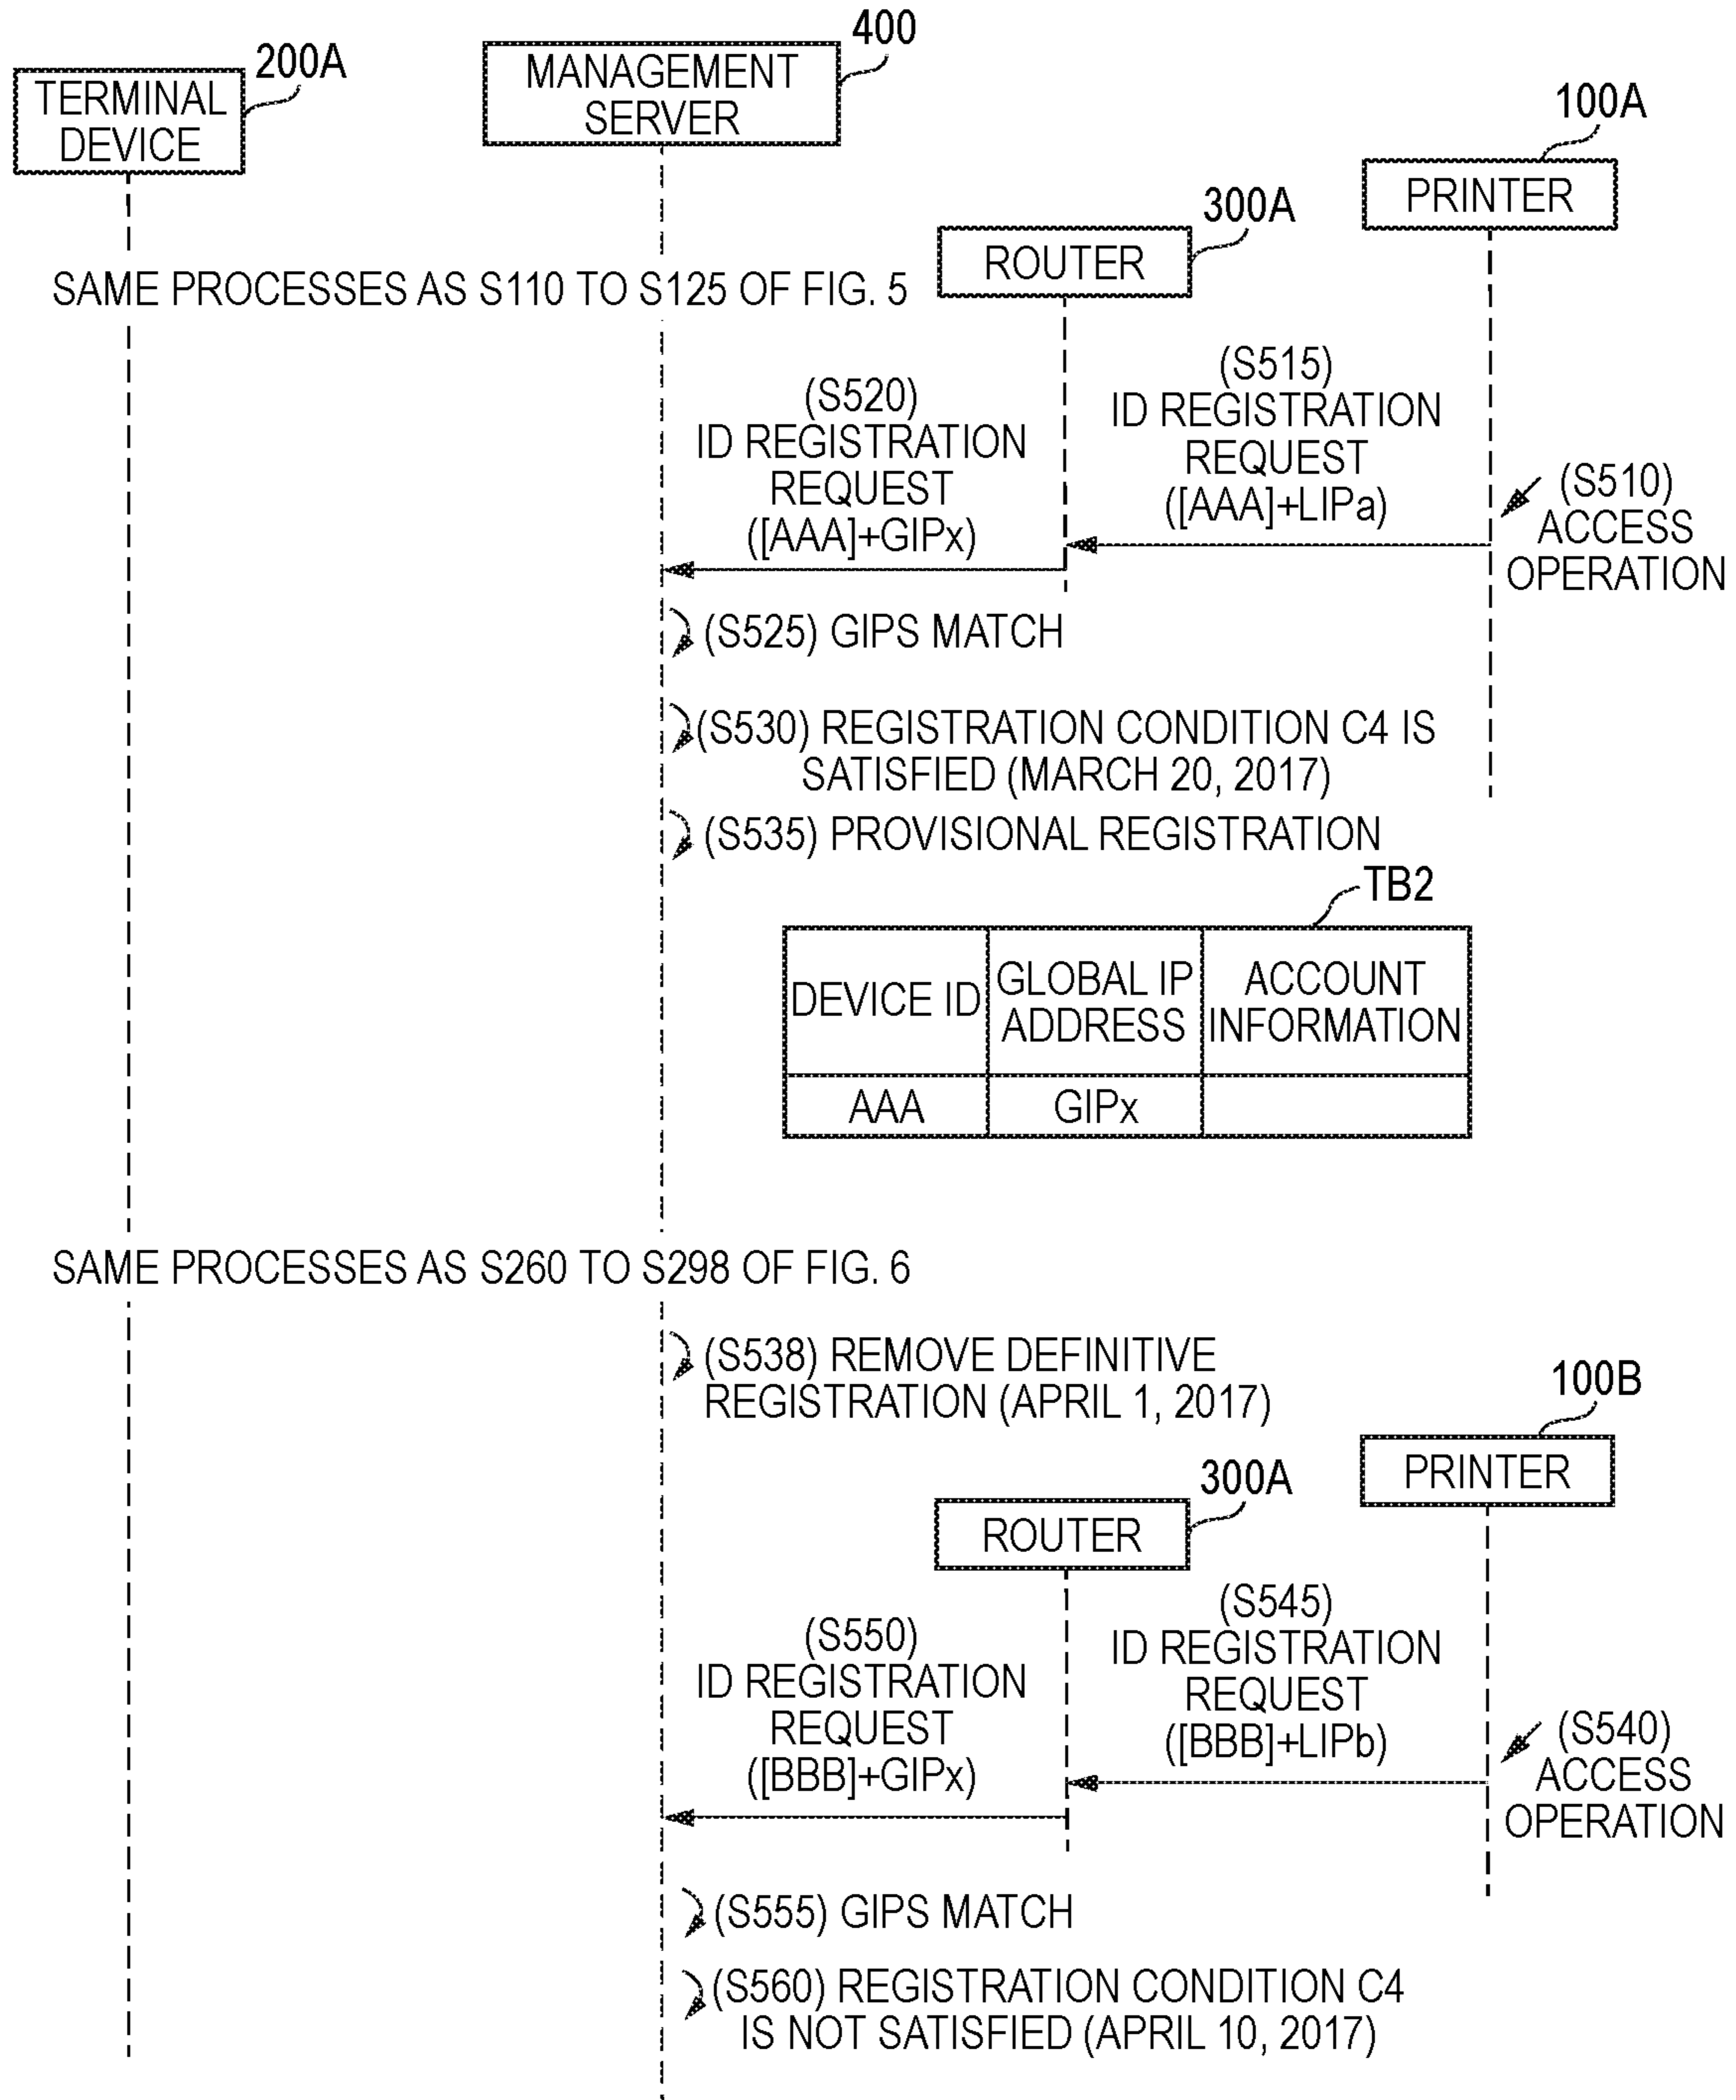 400
200A
MANAGEMENT
SERVER
TERMINAL
DEVICE
100A
PRINTER
300A
ROUTER
SAME PROCESSES AS S110 TO S125 OF FIG. 5
(S515)
ID REGISTRATION
REQUEST
([AAA]+LIPa)
(S520)
ID REGISTRATION
REQUEST
([AAA]+GIPx)
(S510)
ACCESS
OPERATION
(S525) GIPS MATCH
(S530) REGISTRATION CONDITION C4 IS
SATISFIED (MARCH 20, 2017)
(S535) PROVISIONAL REGISTRATION
TB2
DEVICE ID
GLOBAL IP
ADDRESS
ACCOUNT
INFORMATION
AAA
GIPx
SAME PROCESSES AS S260 TO S298 OF FIG. 6
(S538) REMOVE DEFINITIVE
REGISTRATION (APRIL 1, 2017)
100B
PRINTER
300A
ROUTER
(S545)
ID REGISTRATION
REQUEST
([BBB]+LIPb)
(S550)
ID REGISTRATION
REQUEST
([BBB]+GIPx)
(S540)
ACCESS
OPERATION
(S555) GIPS MATCH
(S560) REGISTRATION CONDITION C4
IS NOT SATISFIED (APRIL 10, 2017)